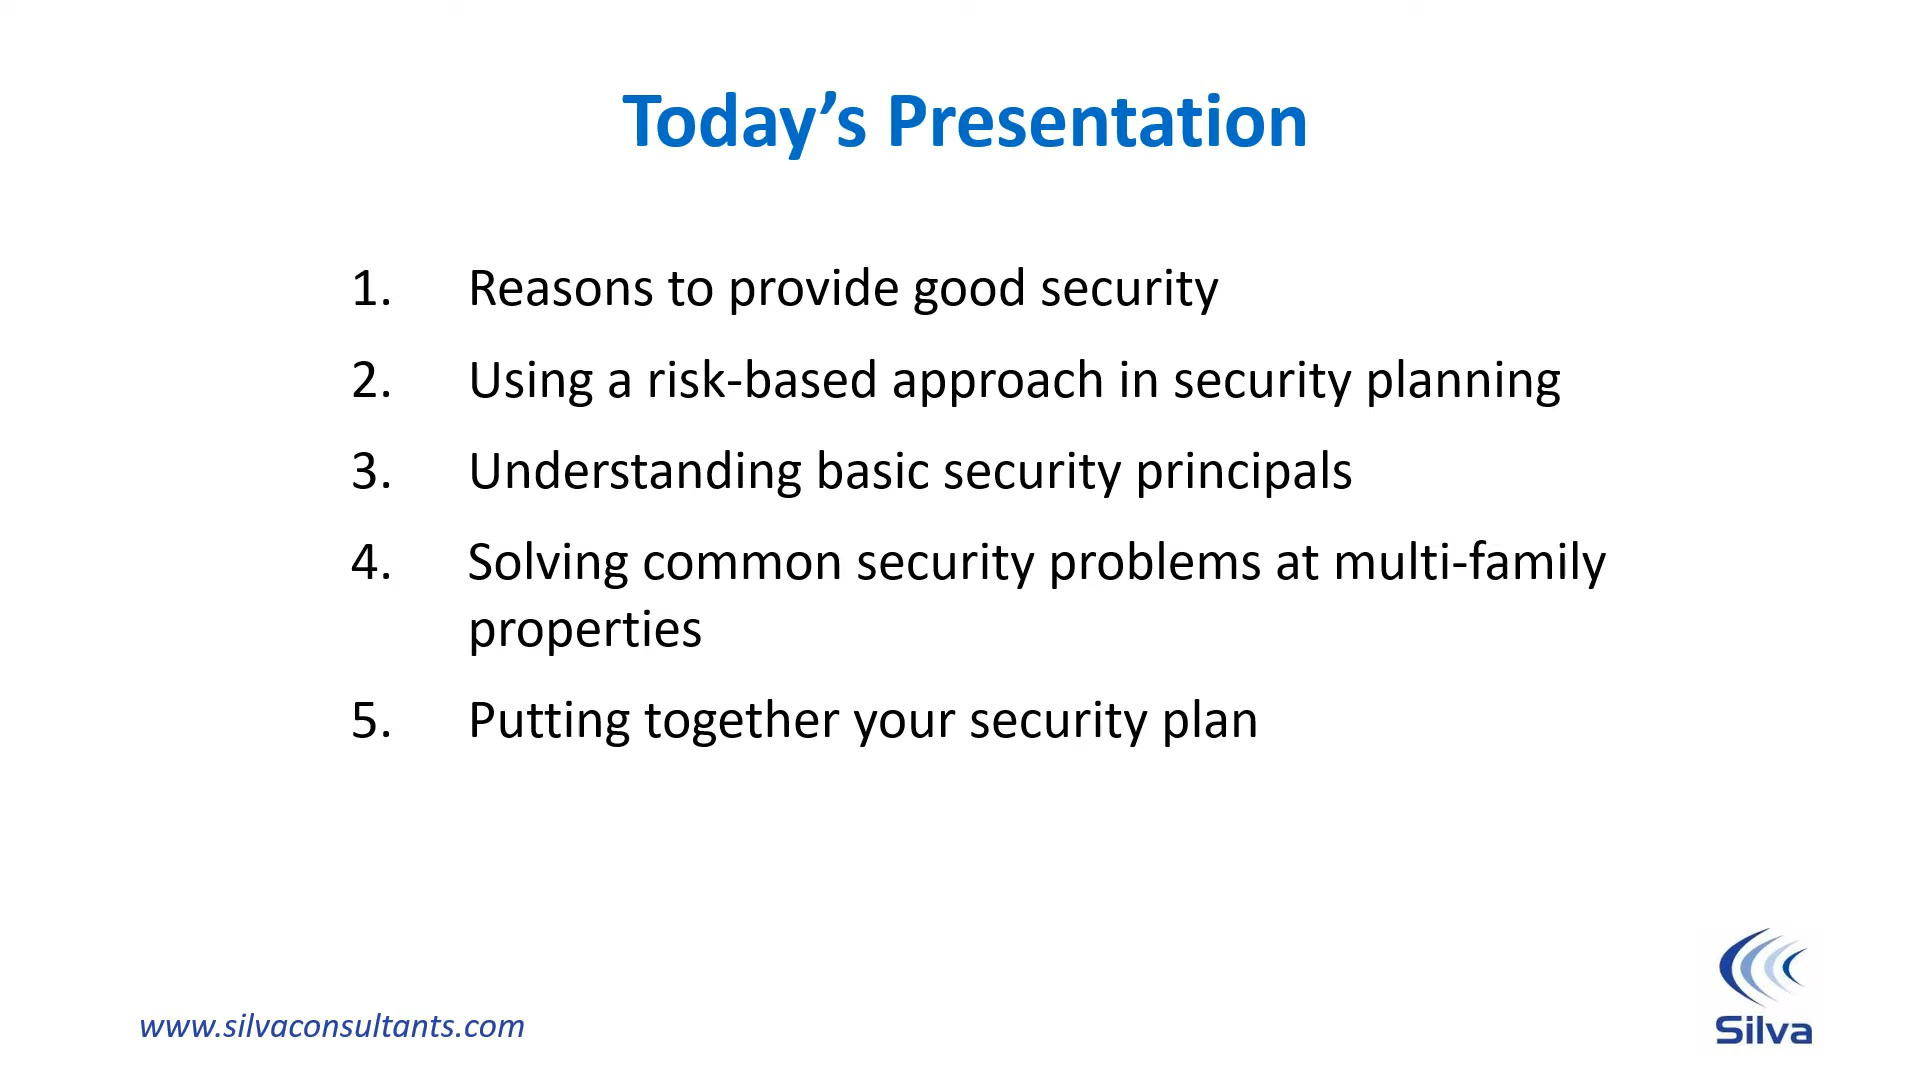 Today’s Presentation
1. Reasons to provide good security
2. Using a risk-based approach in security planning
3. Understanding basic security principals
4. Solving common security problems at multi-family
properties
5. Putting together your security plan
www.silvaconsultants.com
Silva